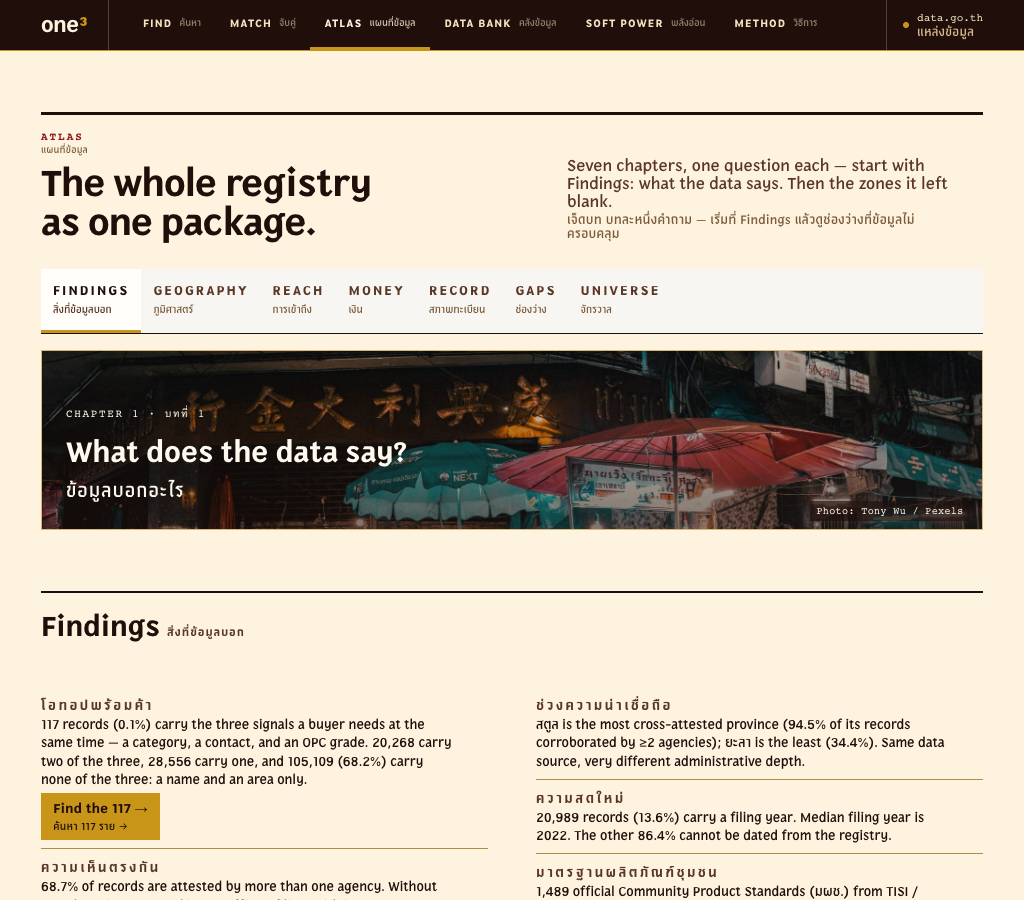 one³
FIND ค้นหา
MATCH จับคู่
ATLAS แผนที่ข้อมูล
DATA BANK คลังข้อมูล
SOFT POWER พลังอ่อน
METHOD วิธีการ
data.go.th
แหล่งข้อมูล
ATLAS
แผนที่ข้อมูล
The whole registry
as one package.
Seven chapters, one question each — start with
Findings: what the data says. Then the zones it left
blank.
เจ็ดบท บทละหนึ่งคำถาม — เริ่มที่ Findings แล้วดูช่องว่างที่ข้อมูลไม่
ครอบคลุม
FINDINGS
สิ่งที่ข้อมูลบอก
GEOGRAPHY
ภูมิศาสตร์
REACH
การเข้าถึง
MONEY
เงิน
RECORD
สภาพทะเบียน
GAPS
ช่องว่าง
UNIVERSE
จักรวาล
行金大利成興
CHAPTER 1 · บทที่ 1
What does the data say?
ข้อมูลบอกอะไร
NEXT
Photo: Tony Wu / Pexels
Findings สิ่งที่ข้อมูลบอก
โอทอปพร้อมค้า
117 records (0.1%) carry the three signals a buyer needs at the
same time — a category, a contact, and an OPC grade. 20,268 carry
two of the three, 28,556 carry one, and 105,109 (68.2%) carry
none of the three: a name and an area only.
Find the 117 →
ค้นหา 117 ราย →
ความเห็นตรงกัน
68.7% of records are attested by more than one agency. Without
ช่วงความน่าเชื่อถือ
สตูล is the most cross-attested province (94.5% of its records
corroborated by ≥2 agencies); ยะลา is the least (34.4%). Same data
source, very different administrative depth.
ความสดใหม่
20,989 records (13.6%) carry a filing year. Median filing year is
2022. The other 86.4% cannot be dated from the registry.
มาตรฐานผลิตภัณฑ์ชุมชน
1,489 official Community Product Standards (มผช.) from TISI /